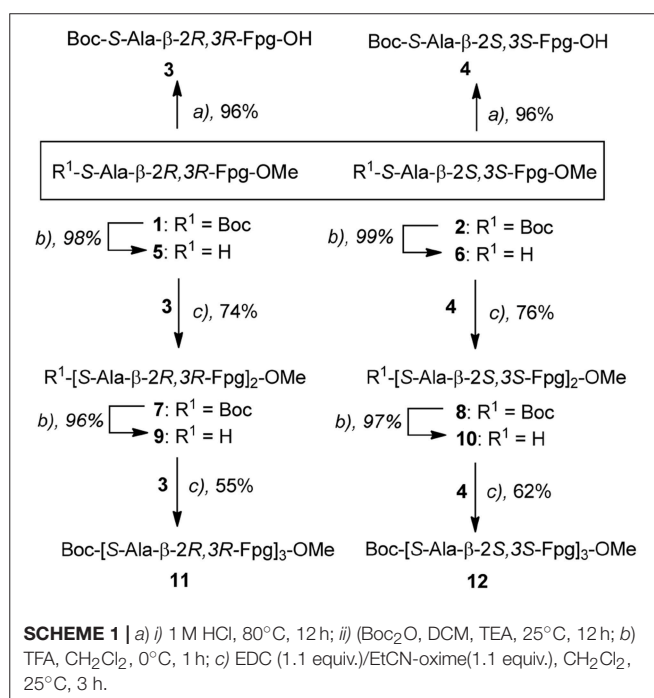 Boc-S-Ala-β-2R,3R-Fpg-OH Boc-S-Ala-β-2S,3S-Fpg-OH
3 4
a), 96% a), 96%
R¹-S-Ala-β-2R,3R-Fpg-OMe R¹-S-Ala-β-2S,3S-Fpg-OMe
b), 98% 1: R¹ = Boc b), 99% 2: R¹ = Boc
5: R¹ = H 6: R¹ = H
3 c), 74% 4 c), 76%
R¹-[S-Ala-β-2R,3R-Fpg]₂-OMe R¹-[S-Ala-β-2S,3S-Fpg]₂-OMe
b), 96% 7: R¹ = Boc b), 97% 8: R¹ = Boc
9: R¹ = H 10: R¹ = H
3 c), 55% 4 c), 62%
Boc-[S-Ala-β-2R,3R-Fpg]₃-OMe Boc-[S-Ala-β-2S,3S-Fpg]₃-OMe
11 12
SCHEME 1 | a) i) 1 M HCl, 80°C, 12 h; ii) (Boc₂O, DCM, TEA, 25°C, 12 h; b)
TFA, CH₂Cl₂, 0°C, 1 h; c) EDC (1.1 equiv.)/EtCN-oxime(1.1 equiv.), CH₂Cl₂,
25°C, 3 h.